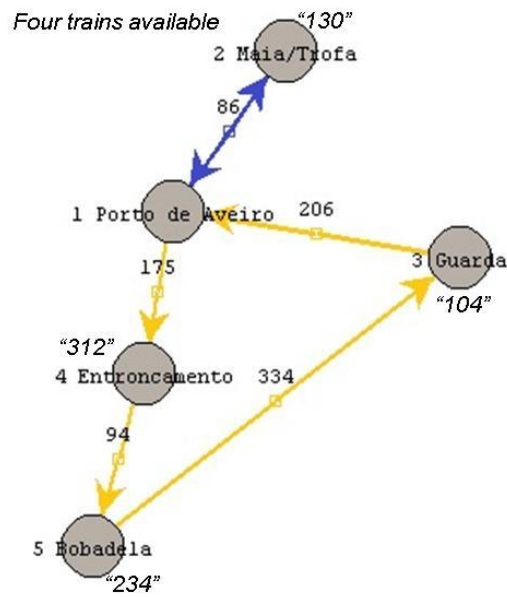 Four trains available
"130"
2 Maia/Trofa
86
1 Porto de Aveiro
206
3 Guarda
175
"104"
"312"
4 Entroncamento
334
94
5 Bobadela
"234"